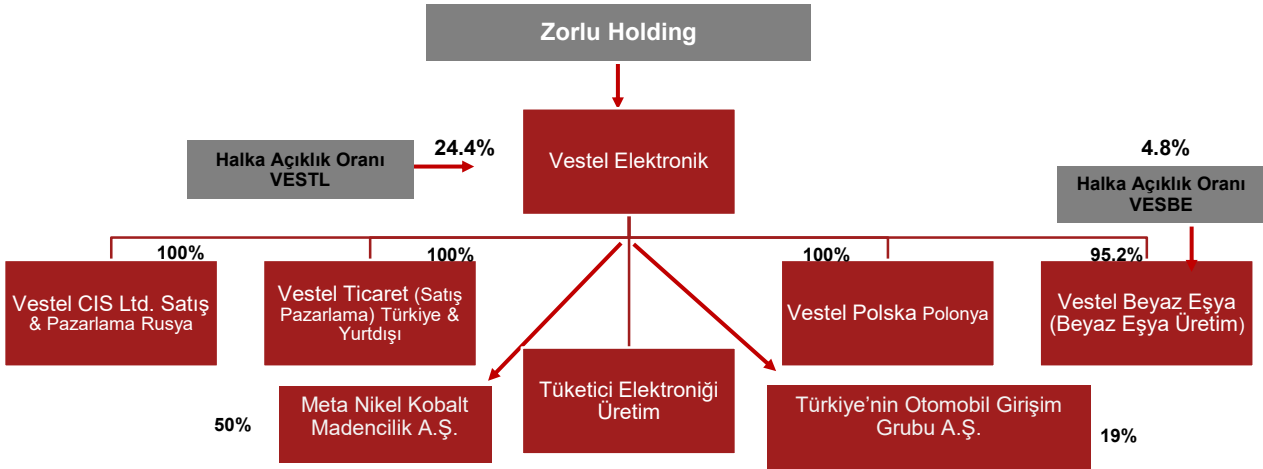 Zorlu Holding
Halka Açıklık Oranı
VESTL
24.4%
Vestel Elektronik
4.8%
Halka Açıklık Oranı
VESBE
100%
100%
100%
95.2%
Vestel CIS Ltd. Satış
& Pazarlama Rusya
Vestel Ticaret (Satış
Pazarlama) Türkiye &
Yurtdışı
Vestel Polska Polonya
Vestel Beyaz Eşya
(Beyaz Eşya Üretim)
50%
Meta Nikel Kobalt
Madencilik A.Ş.
Tüketici Elektroniği
Üretim
Türkiye’nin Otomobil Girişim
Grubu A.Ş.
19%